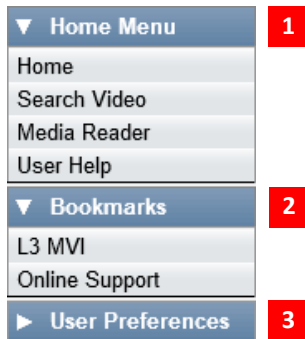 ▼ Home Menu 1
Home
Search Video
Media Reader
User Help
▼ Bookmarks 2
L3 MVI
Online Support
► User Preferences 3